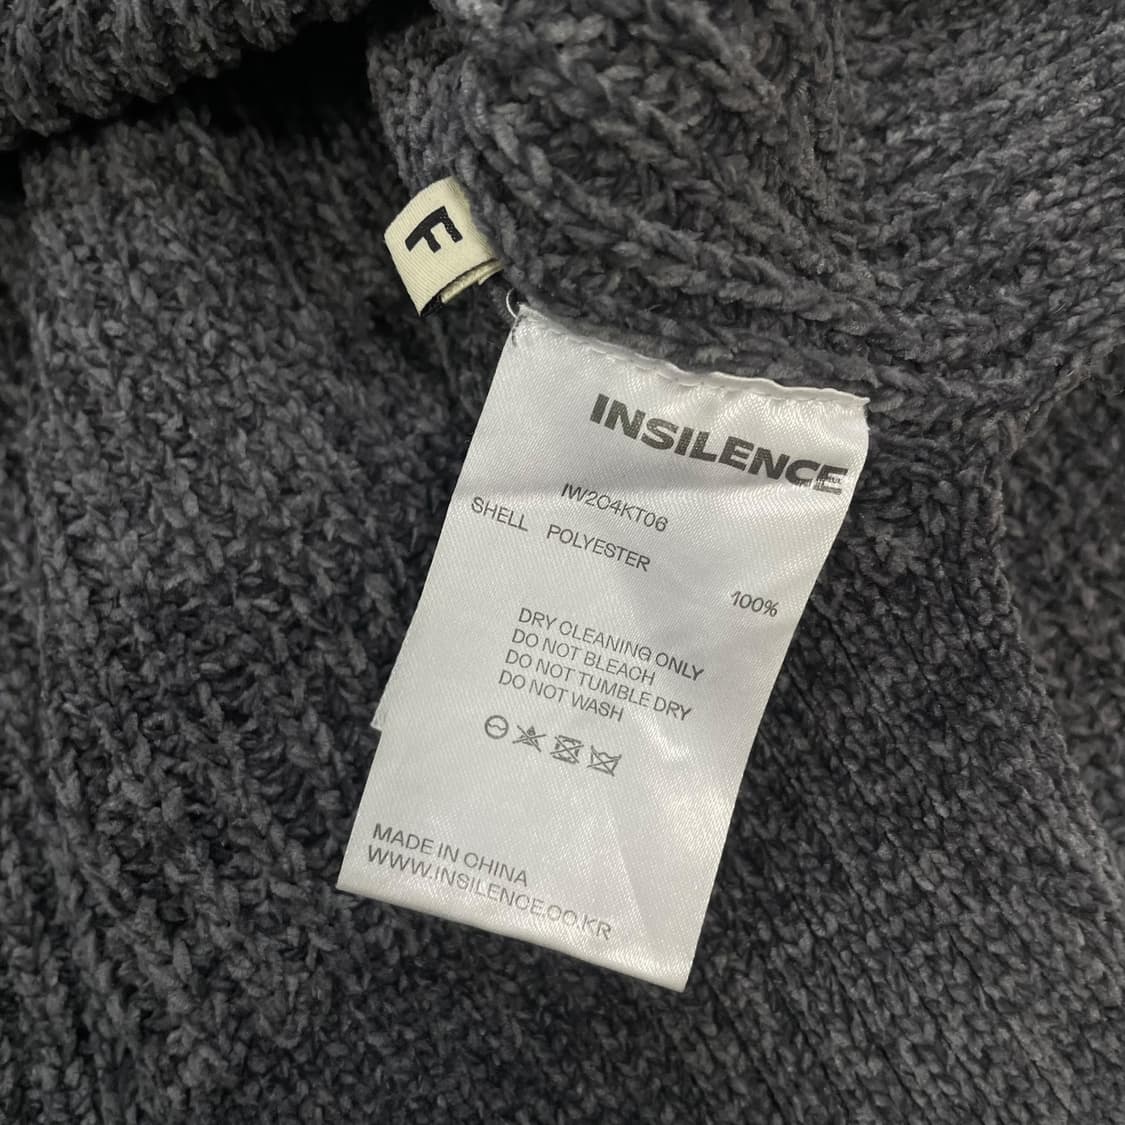 F
INSILENCE
IW2C4KT06
SHELL POLYESTER
100%
DRY CLEANING ONLY
DO NOT BLEACH
DO NOT TUMBLE DRY
DO NOT WASH
MADE IN CHINA
WWW.INSILENCE.CO.KR